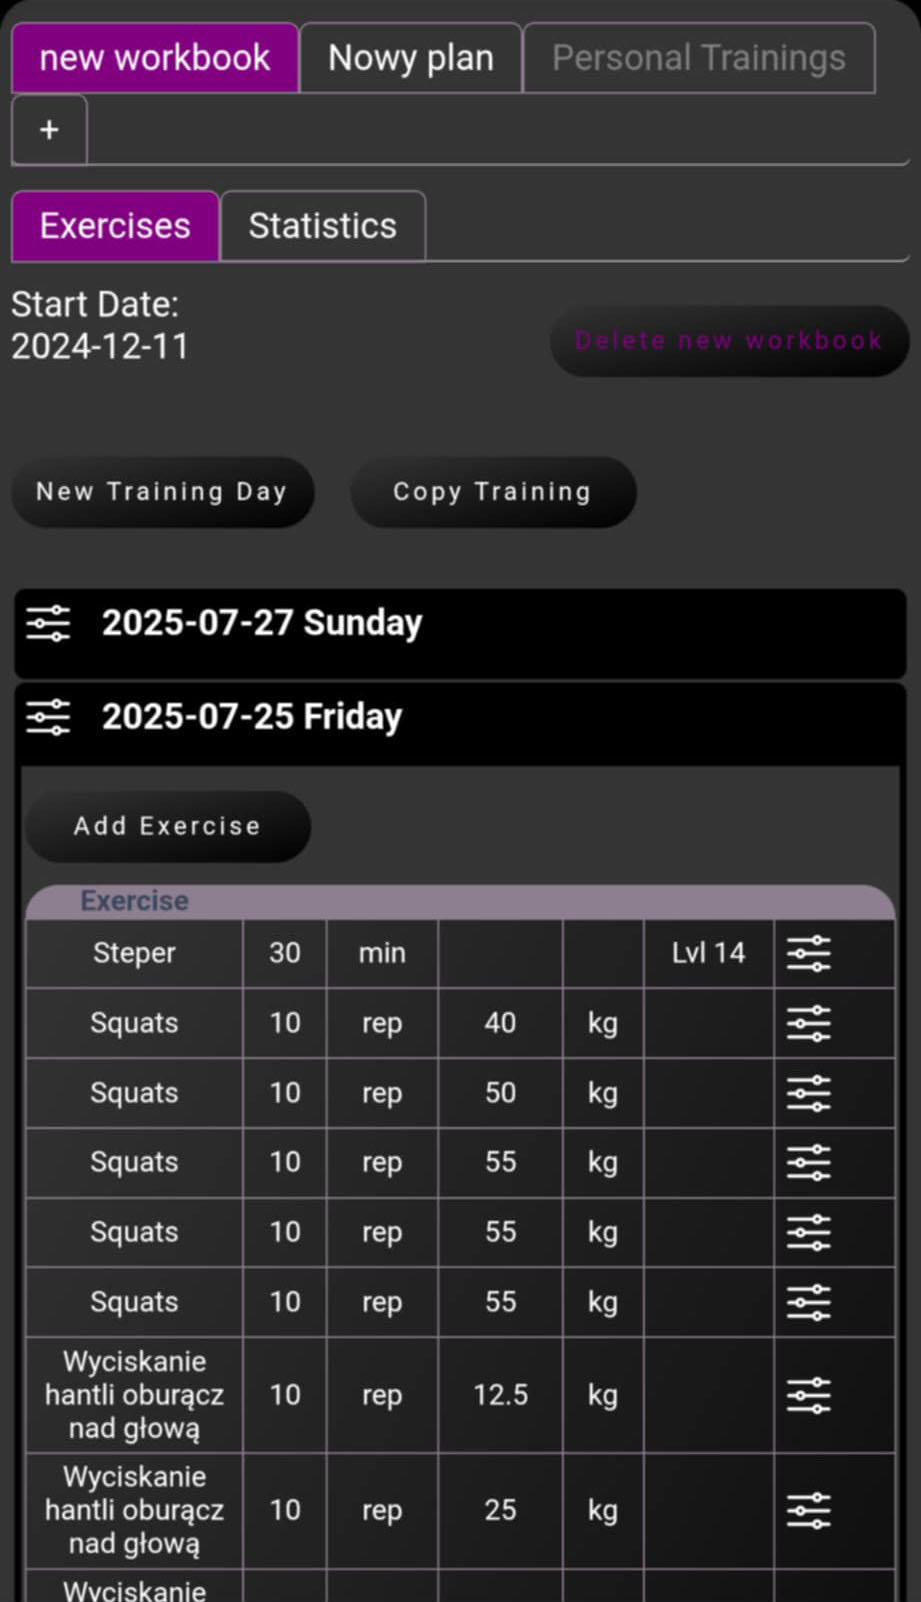 new workbook Nowy plan Personal Trainings
+
Exercises Statistics
Start Date:
2024-12-11
Delete new workbook
New Training Day Copy Training
2025-07-27 Sunday
2025-07-25 Friday
Add Exercise
Exercise
Steper 30 min Lvl 14
Squats 10 rep 40 kg
Squats 10 rep 50 kg
Squats 10 rep 55 kg
Squats 10 rep 55 kg
Squats 10 rep 55 kg
Wyciskanie
hantli oburącz 10 rep 12.5 kg
nad głową
Wyciskanie
hantli oburącz 10 rep 25 kg
nad głową
Wyciskanie